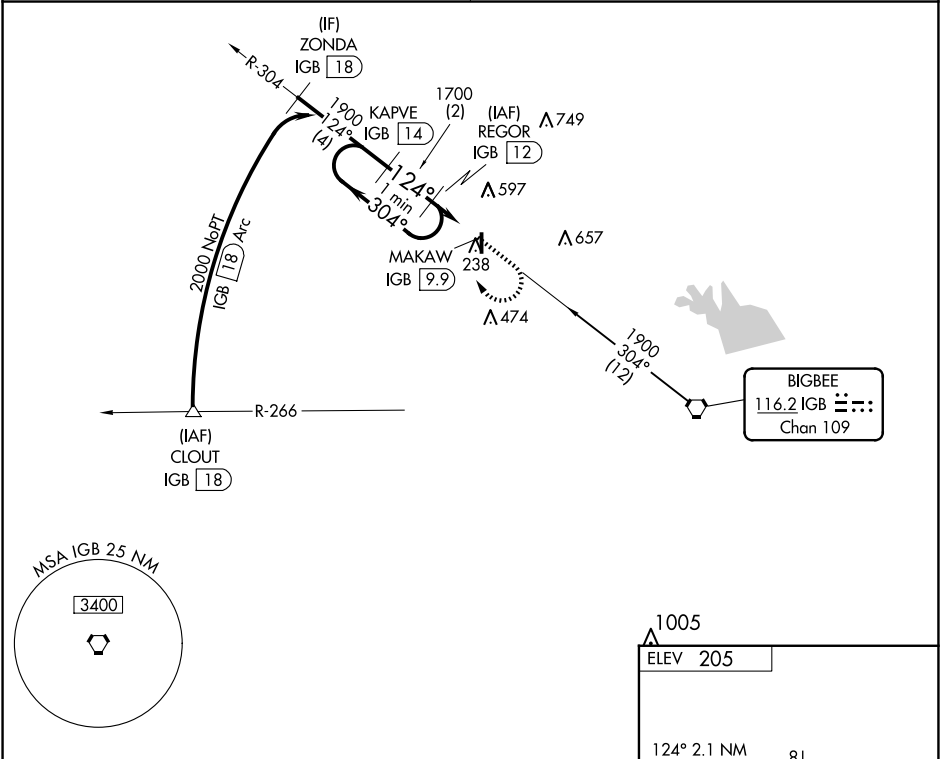 (IF)
ZONDA
IGB 18
R-304
1900
124°
(4)
KAPVE
IGB 14
1700
(2)
(IAF)
REGOR
IGB 12
749
597
124°
1 min
304°
657
MAKAW
IGB 9.9
238
474
2000 NoPT
IGB 18 Arc
1900
304°
(12)
BIGBEE
116.2 IGB
Chan 109
R-266
(IAF)
CLOUT
IGB 18
MSA IGB 25 NM
3400
1005
ELEV 205
124° 2.1 NM